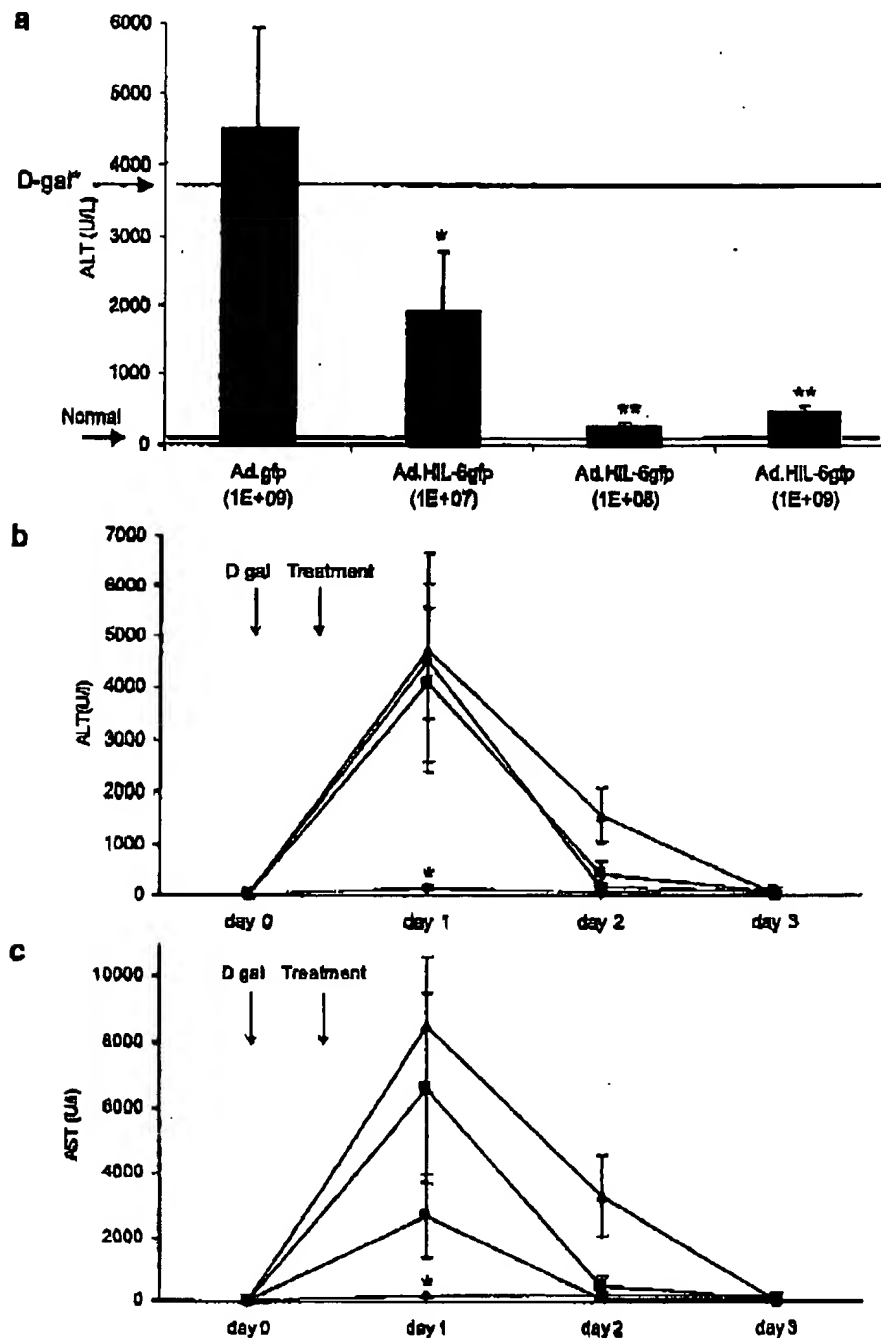 a
6000
5000
4000
D-gal*
ALT (U/L)
3000
2000
1000
Normal
0
*
**
**
Ad.gfp
(1E+09)
Ad.HIL-6gfp
(1E+07)
Ad.HIL-6gfp
(1E+08)
Ad.HIL-6gfp
(1E+09)
b
7000
6000
5000
4000
3000
2000
1000
0
ALT(U/l)
D gal Treatment
*
day 0 day 1 day 2 day 3
c
10000
8000
6000
4000
2000
0
AST (U/l)
D gal Treatment
*
day 0 day 1 day 2 day 3